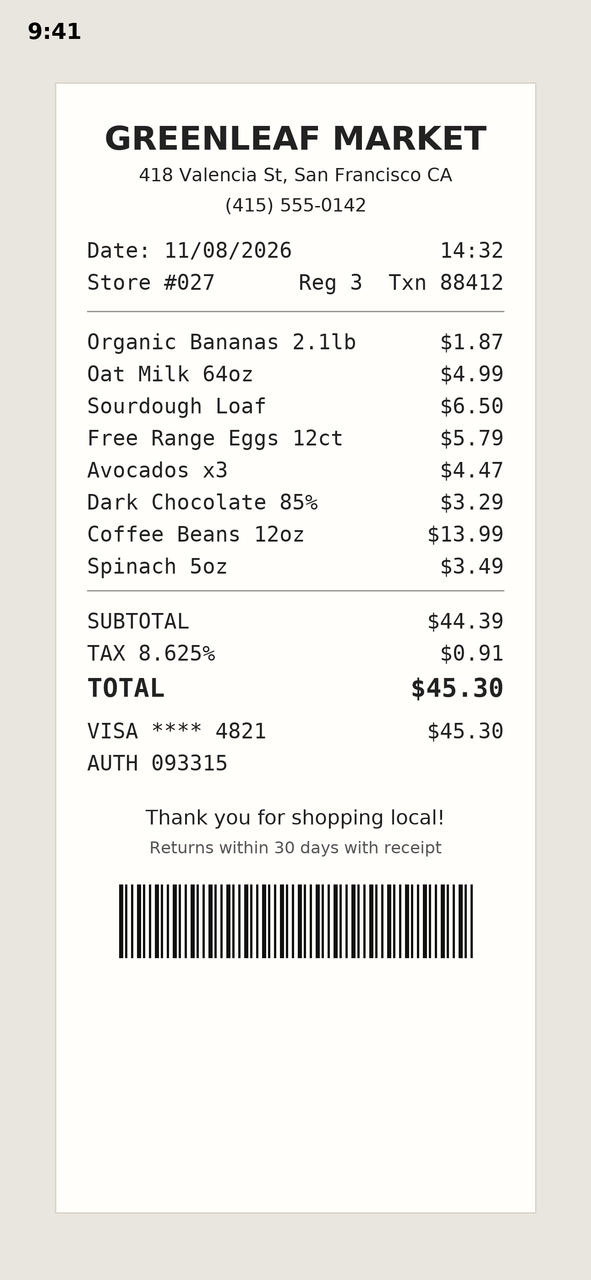 9:41
GREENLEAF MARKET
418 Valencia St, San Francisco CA
(415) 555-0142
Date: 11/08/2026 14:32
Store #027 Reg 3 Txn 88412
Organic Bananas 2.1lb $1.87
Oat Milk 64oz $4.99
Sourdough Loaf $6.50
Free Range Eggs 12ct $5.79
Avocados x3 $4.47
Dark Chocolate 85% $3.29
Coffee Beans 12oz $13.99
Spinach 5oz $3.49
SUBTOTAL $44.39
TAX 8.625% $0.91
TOTAL $45.30
VISA **** 4821 $45.30
AUTH 093315
Thank you for shopping local!
Returns within 30 days with receipt